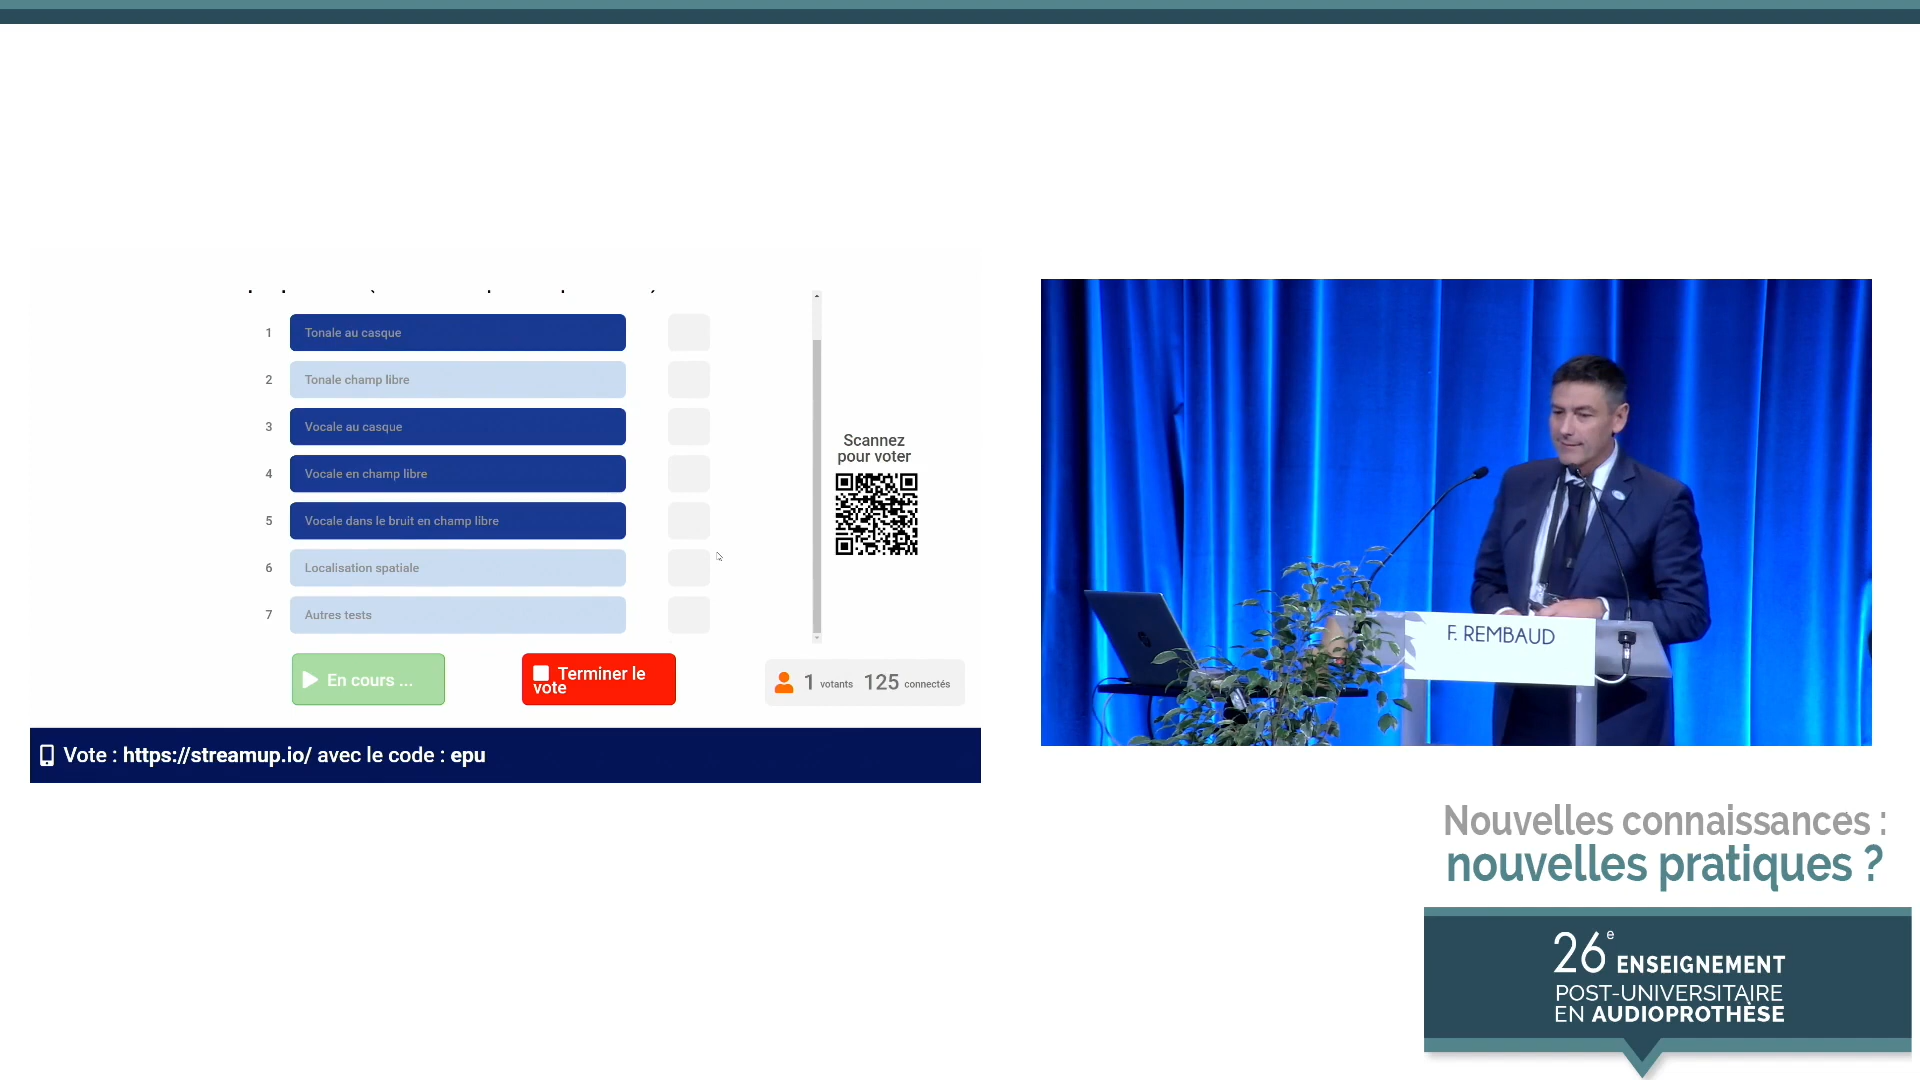 1 Tonale au casque
2 Tonale champ libre
3 Vocale au casque
4 Vocale en champ libre
5 Vocale dans le bruit en champ libre
6 Localisation spatiale
7 Autres tests
Scannez
pour voter
En cours ...
Terminer le
vote
1 votants 125 connectés
Vote : https://streamup.io/ avec le code : epu
F. REMBAUD
Nouvelles connaissances :
nouvelles pratiques ?
26e ENSEIGNEMENT
POST-UNIVERSITAIRE
EN AUDIOPROTHÈSE